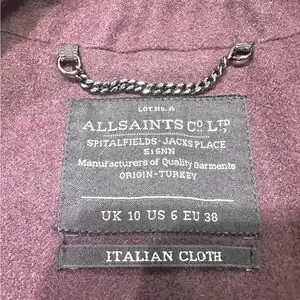 LOT No. A
ALLSAINTS Co LTD,
SPITALFIELDS-JACKS PLACE
E: 6NN
Manufacturers of Quality Garments
ORIGIN-TURKEY
UK 10 US 6 EU 38
ITALIAN CLOTH